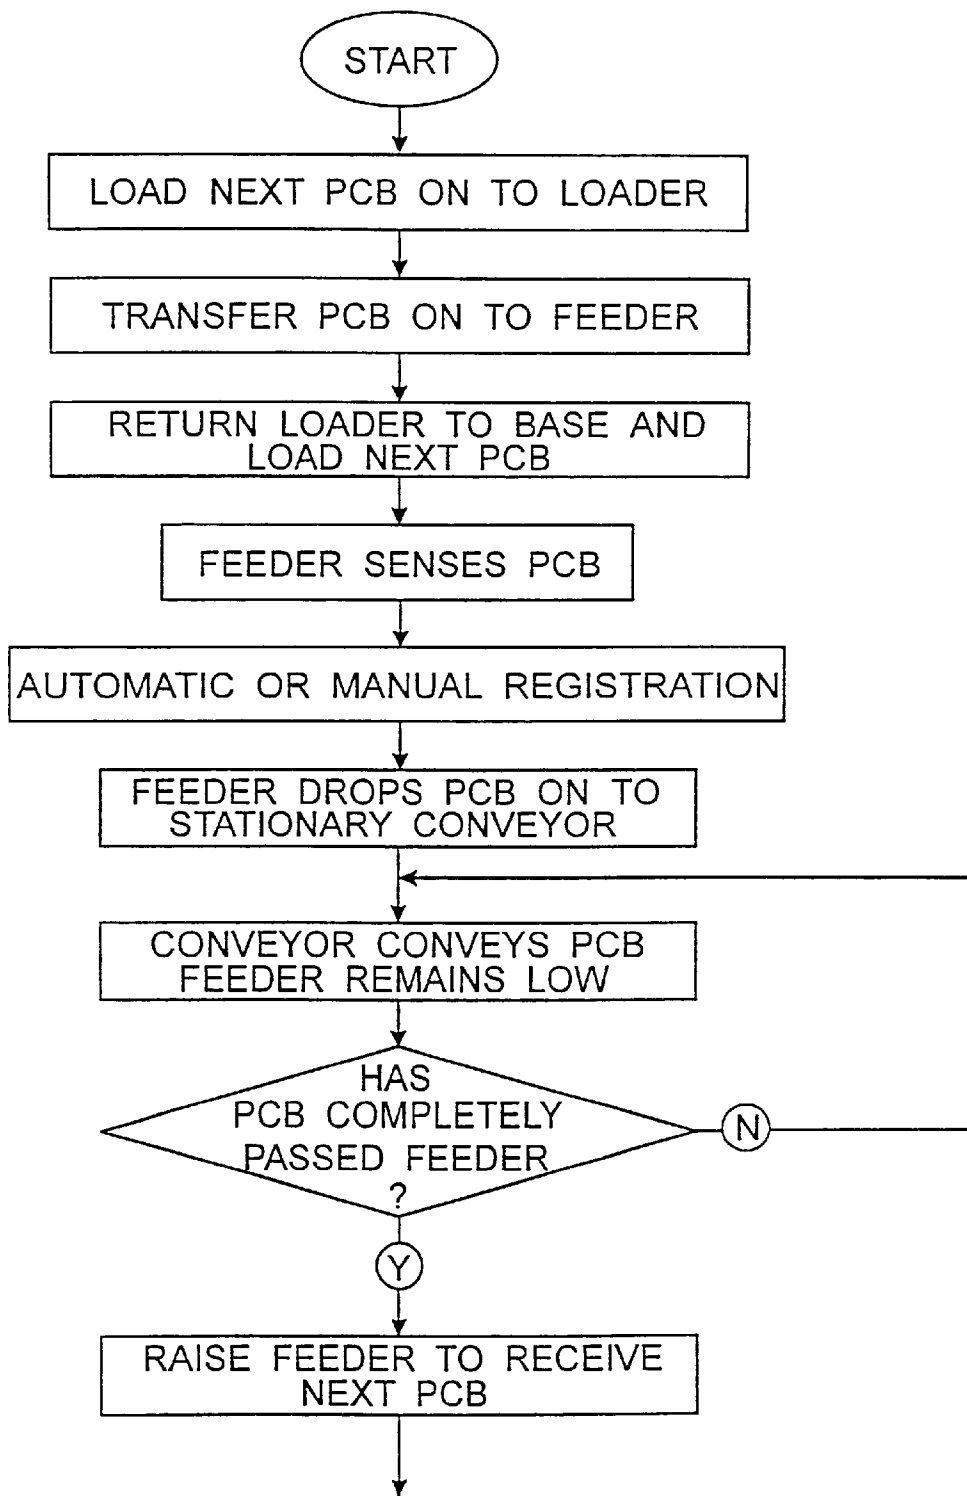 START
LOAD NEXT PCB ON TO LOADER
TRANSFER PCB ON TO FEEDER
RETURN LOADER TO BASE AND
LOAD NEXT PCB
FEEDER SENSES PCB
AUTOMATIC OR MANUAL REGISTRATION
FEEDER DROPS PCB ON TO
STATIONARY CONVEYOR
CONVEYOR CONVEYS PCB
FEEDER REMAINS LOW
HAS
PCB COMPLETELY
PASSED FEEDER
?
N
Y
RAISE FEEDER TO RECEIVE
NEXT PCB